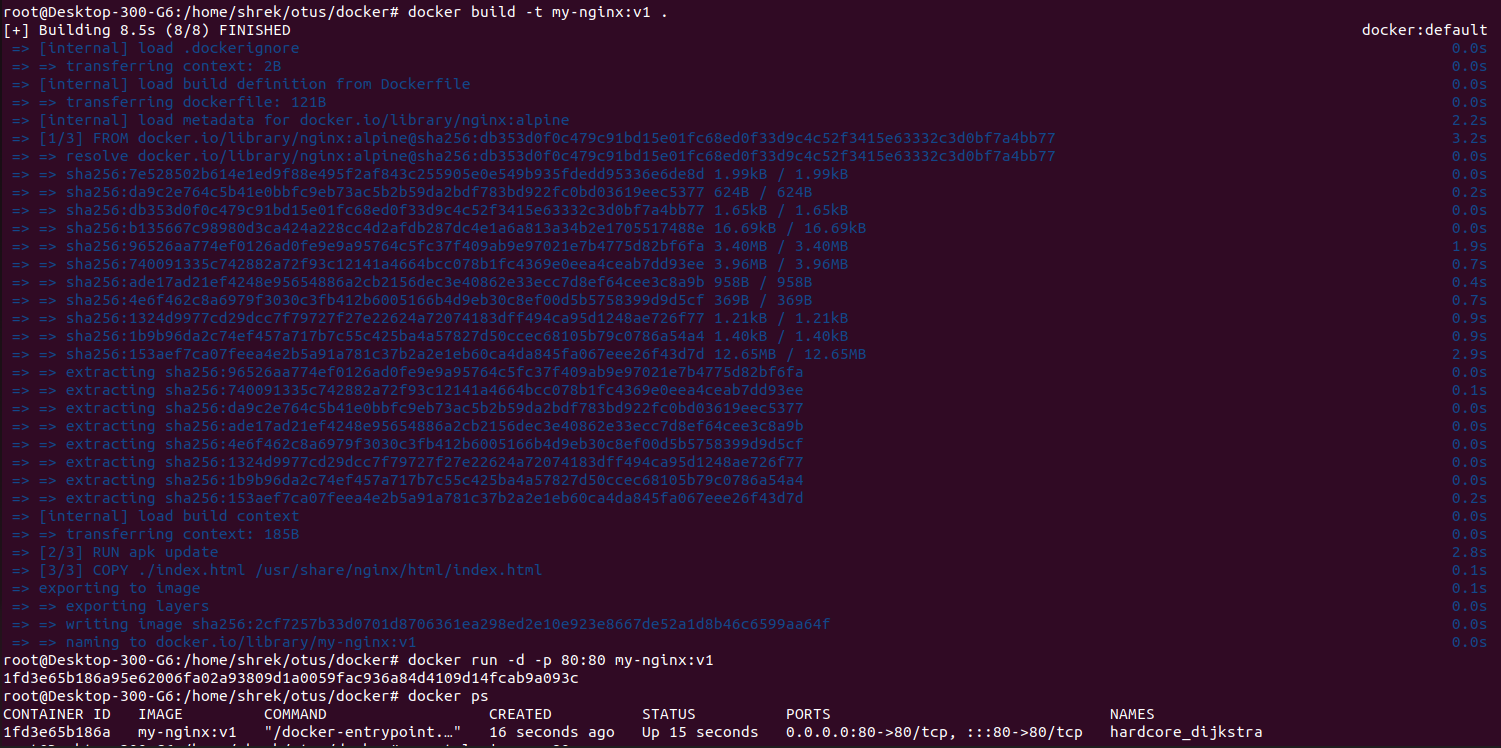 root@Desktop-300-G6:/home/shrek/otus/docker# docker build -t my-nginx:v1 .
[+] Building 8.5s (8/8) FINISHED docker:default
=> [internal] load .dockerignore 0.0s
=> => transferring context: 2B 0.0s
=> [internal] load build definition from Dockerfile 0.0s
=> => transferring dockerfile: 121B 0.0s
=> [internal] load metadata for docker.io/library/nginx:alpine 2.2s
=> [1/3] FROM docker.io/library/nginx:alpine@sha256:db353d0f0c479c91bd15e01fc68ed0f33d9c4c52f3415e63332c3d0bf7a4bb77 3.2s
=> => resolve docker.io/library/nginx:alpine@sha256:db353d0f0c479c91bd15e01fc68ed0f33d9c4c52f3415e63332c3d0bf7a4bb77 0.0s
=> => sha256:7e528502b614e1ed9f88e495f2af843c255905e0e549b935fdedd95336e6de8d 1.99kB / 1.99kB 0.0s
=> => sha256:da9c2e764c5b41e0bbfc9eb73ac5b2b59da2bdf783bd922fc0bd03619eec5377 624B / 624B 0.2s
=> => sha256:db353d0f0c479c91bd15e01fc68ed0f33d9c4c52f3415e63332c3d0bf7a4bb77 1.65kB / 1.65kB 0.0s
=> => sha256:b135667c98980d3ca424a228cc4d2afdb287dc4e1a6a813a34b2e1705517488e 16.69kB / 16.69kB 0.0s
=> => sha256:96526aa774ef0126ad0fe9e9a95764c5fc37f409ab9e97021e7b4775d82bf6fa 3.40MB / 3.40MB 1.9s
=> => sha256:740091335c742882a72f93c12141a4664bcc078b1fc4369e0eea4ceab7dd93ee 3.96MB / 3.96MB 0.7s
=> => sha256:ade17ad21ef4248e95654886a2cb2156dec3e40862e33ecc7d8ef64cee3c8a9b 958B / 958B 0.4s
=> => sha256:4e6f462c8a6979f3030c3fb412b6005166b4d9eb30c8ef00d5b5758399d9d5cf 369B / 369B 0.7s
=> => sha256:1324d9977cd29dcc7f79727f27e22624a72074183dff494ca95d1248ae726f77 1.21kB / 1.21kB 0.9s
=> => sha256:1b9b96da2c74ef457a717b7c55c425ba4a57827d50ccec68105b79c0786a54a4 1.40kB / 1.40kB 0.9s
=> => sha256:153aef7ca07feea4e2b5a91a781c37b2a2e1eb60ca4da845fa067eee26f43d7d 12.65MB / 12.65MB 2.9s
=> => extracting sha256:96526aa774ef0126ad0fe9e9a95764c5fc37f409ab9e97021e7b4775d82bf6fa 0.0s
=> => extracting sha256:740091335c742882a72f93c12141a4664bcc078b1fc4369e0eea4ceab7dd93ee 0.1s
=> => extracting sha256:da9c2e764c5b41e0bbfc9eb73ac5b2b59da2bdf783bd922fc0bd03619eec5377 0.0s
=> => extracting sha256:ade17ad21ef4248e95654886a2cb2156dec3e40862e33ecc7d8ef64cee3c8a9b 0.0s
=> => extracting sha256:4e6f462c8a6979f3030c3fb412b6005166b4d9eb30c8ef00d5b5758399d9d5cf 0.0s
=> => extracting sha256:1324d9977cd29dcc7f79727f27e22624a72074183dff494ca95d1248ae726f77 0.0s
=> => extracting sha256:1b9b96da2c74ef457a717b7c55c425ba4a57827d50ccec68105b79c0786a54a4 0.0s
=> => extracting sha256:153aef7ca07feea4e2b5a91a781c37b2a2e1eb60ca4da845fa067eee26f43d7d 0.2s
=> [internal] load build context 0.0s
=> => transferring context: 185B 0.0s
=> [2/3] RUN apk update 2.8s
=> [3/3] COPY ./index.html /usr/share/nginx/html/index.html 0.1s
=> exporting to image 0.1s
=> => exporting layers 0.0s
=> => writing image sha256:2cf7257b33d0701d8706361ea298ed2e10e923e8667de52a1d8b46c6599aa64f 0.0s
=> => naming to docker.io/library/my-nginx:v1 0.0s
root@Desktop-300-G6:/home/shrek/otus/docker# docker run -d -p 80:80 my-nginx:v1
1fd3e65b186a95e62006fa02a93809d1a0059fac936a84d4109d14fcab9a093c
root@Desktop-300-G6:/home/shrek/otus/docker# docker ps
CONTAINER ID IMAGE COMMAND CREATED STATUS PORTS NAMES
1fd3e65b186a my-nginx:v1 "/docker-entrypoint.…" 16 seconds ago Up 15 seconds 0.0.0.0:80->80/tcp, :::80->80/tcp hardcore_dijkstra